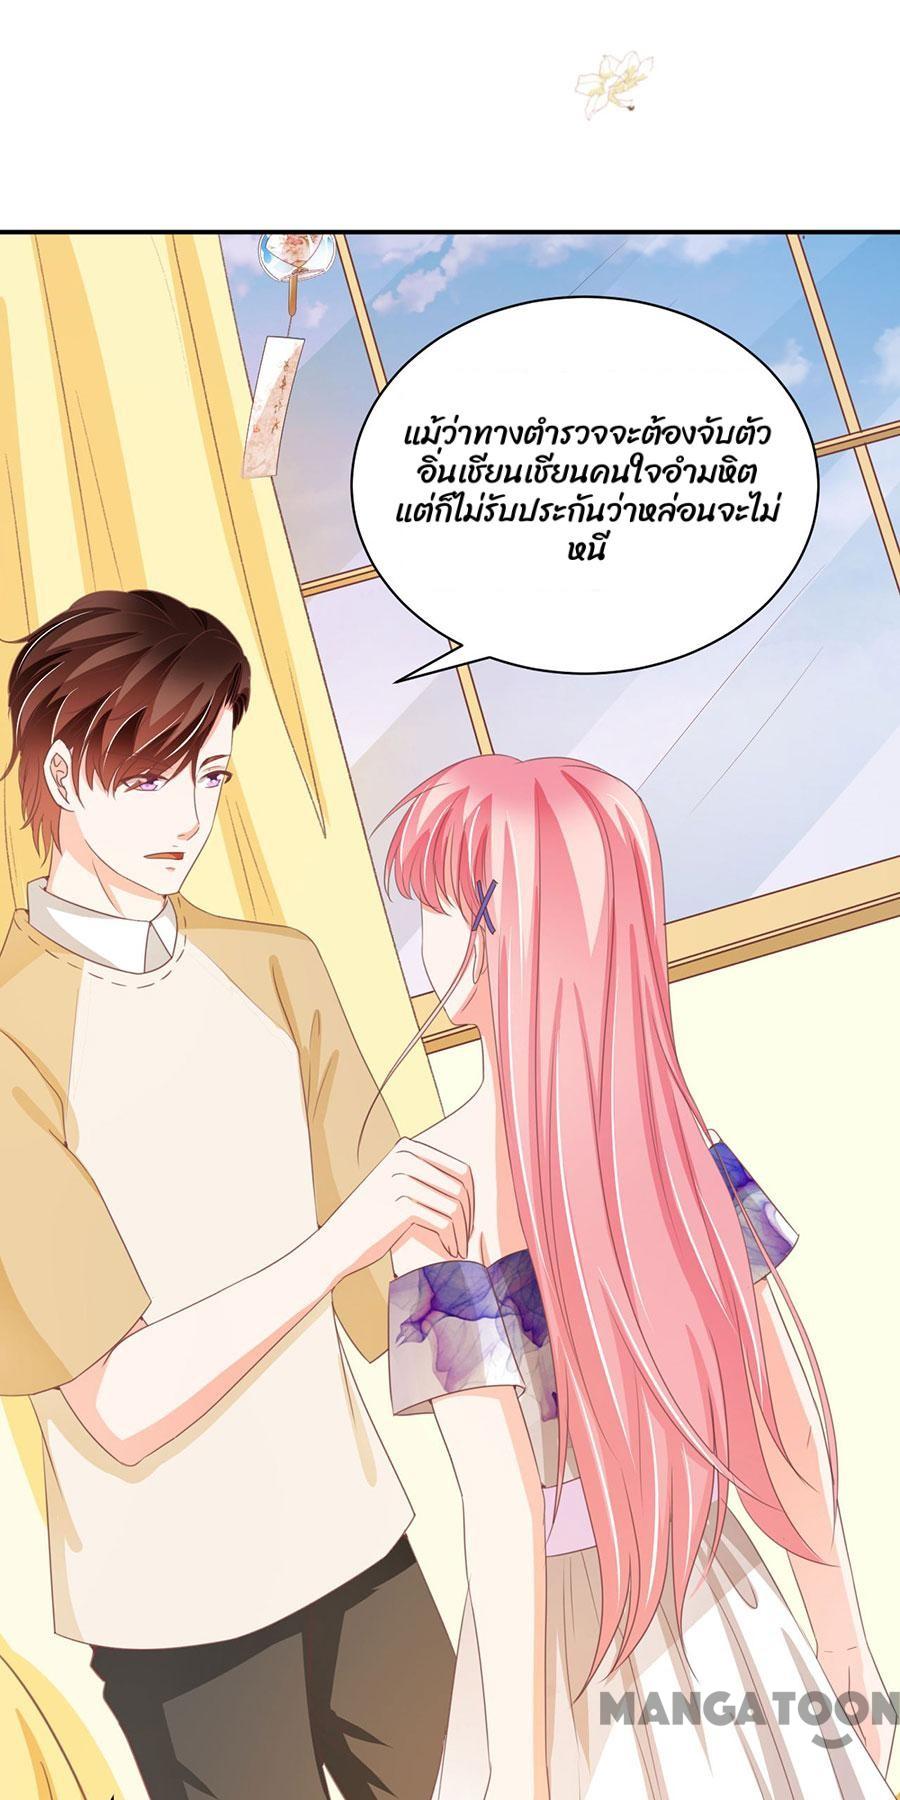 แม้ว่าทางตำรวจจะต้องจับตัว
อิ่นเชียนเชียนคนใจอำมหิต
แต่ก็ไม่รับประกันว่าหล่อนจะไม่
หนี
MANGATOON